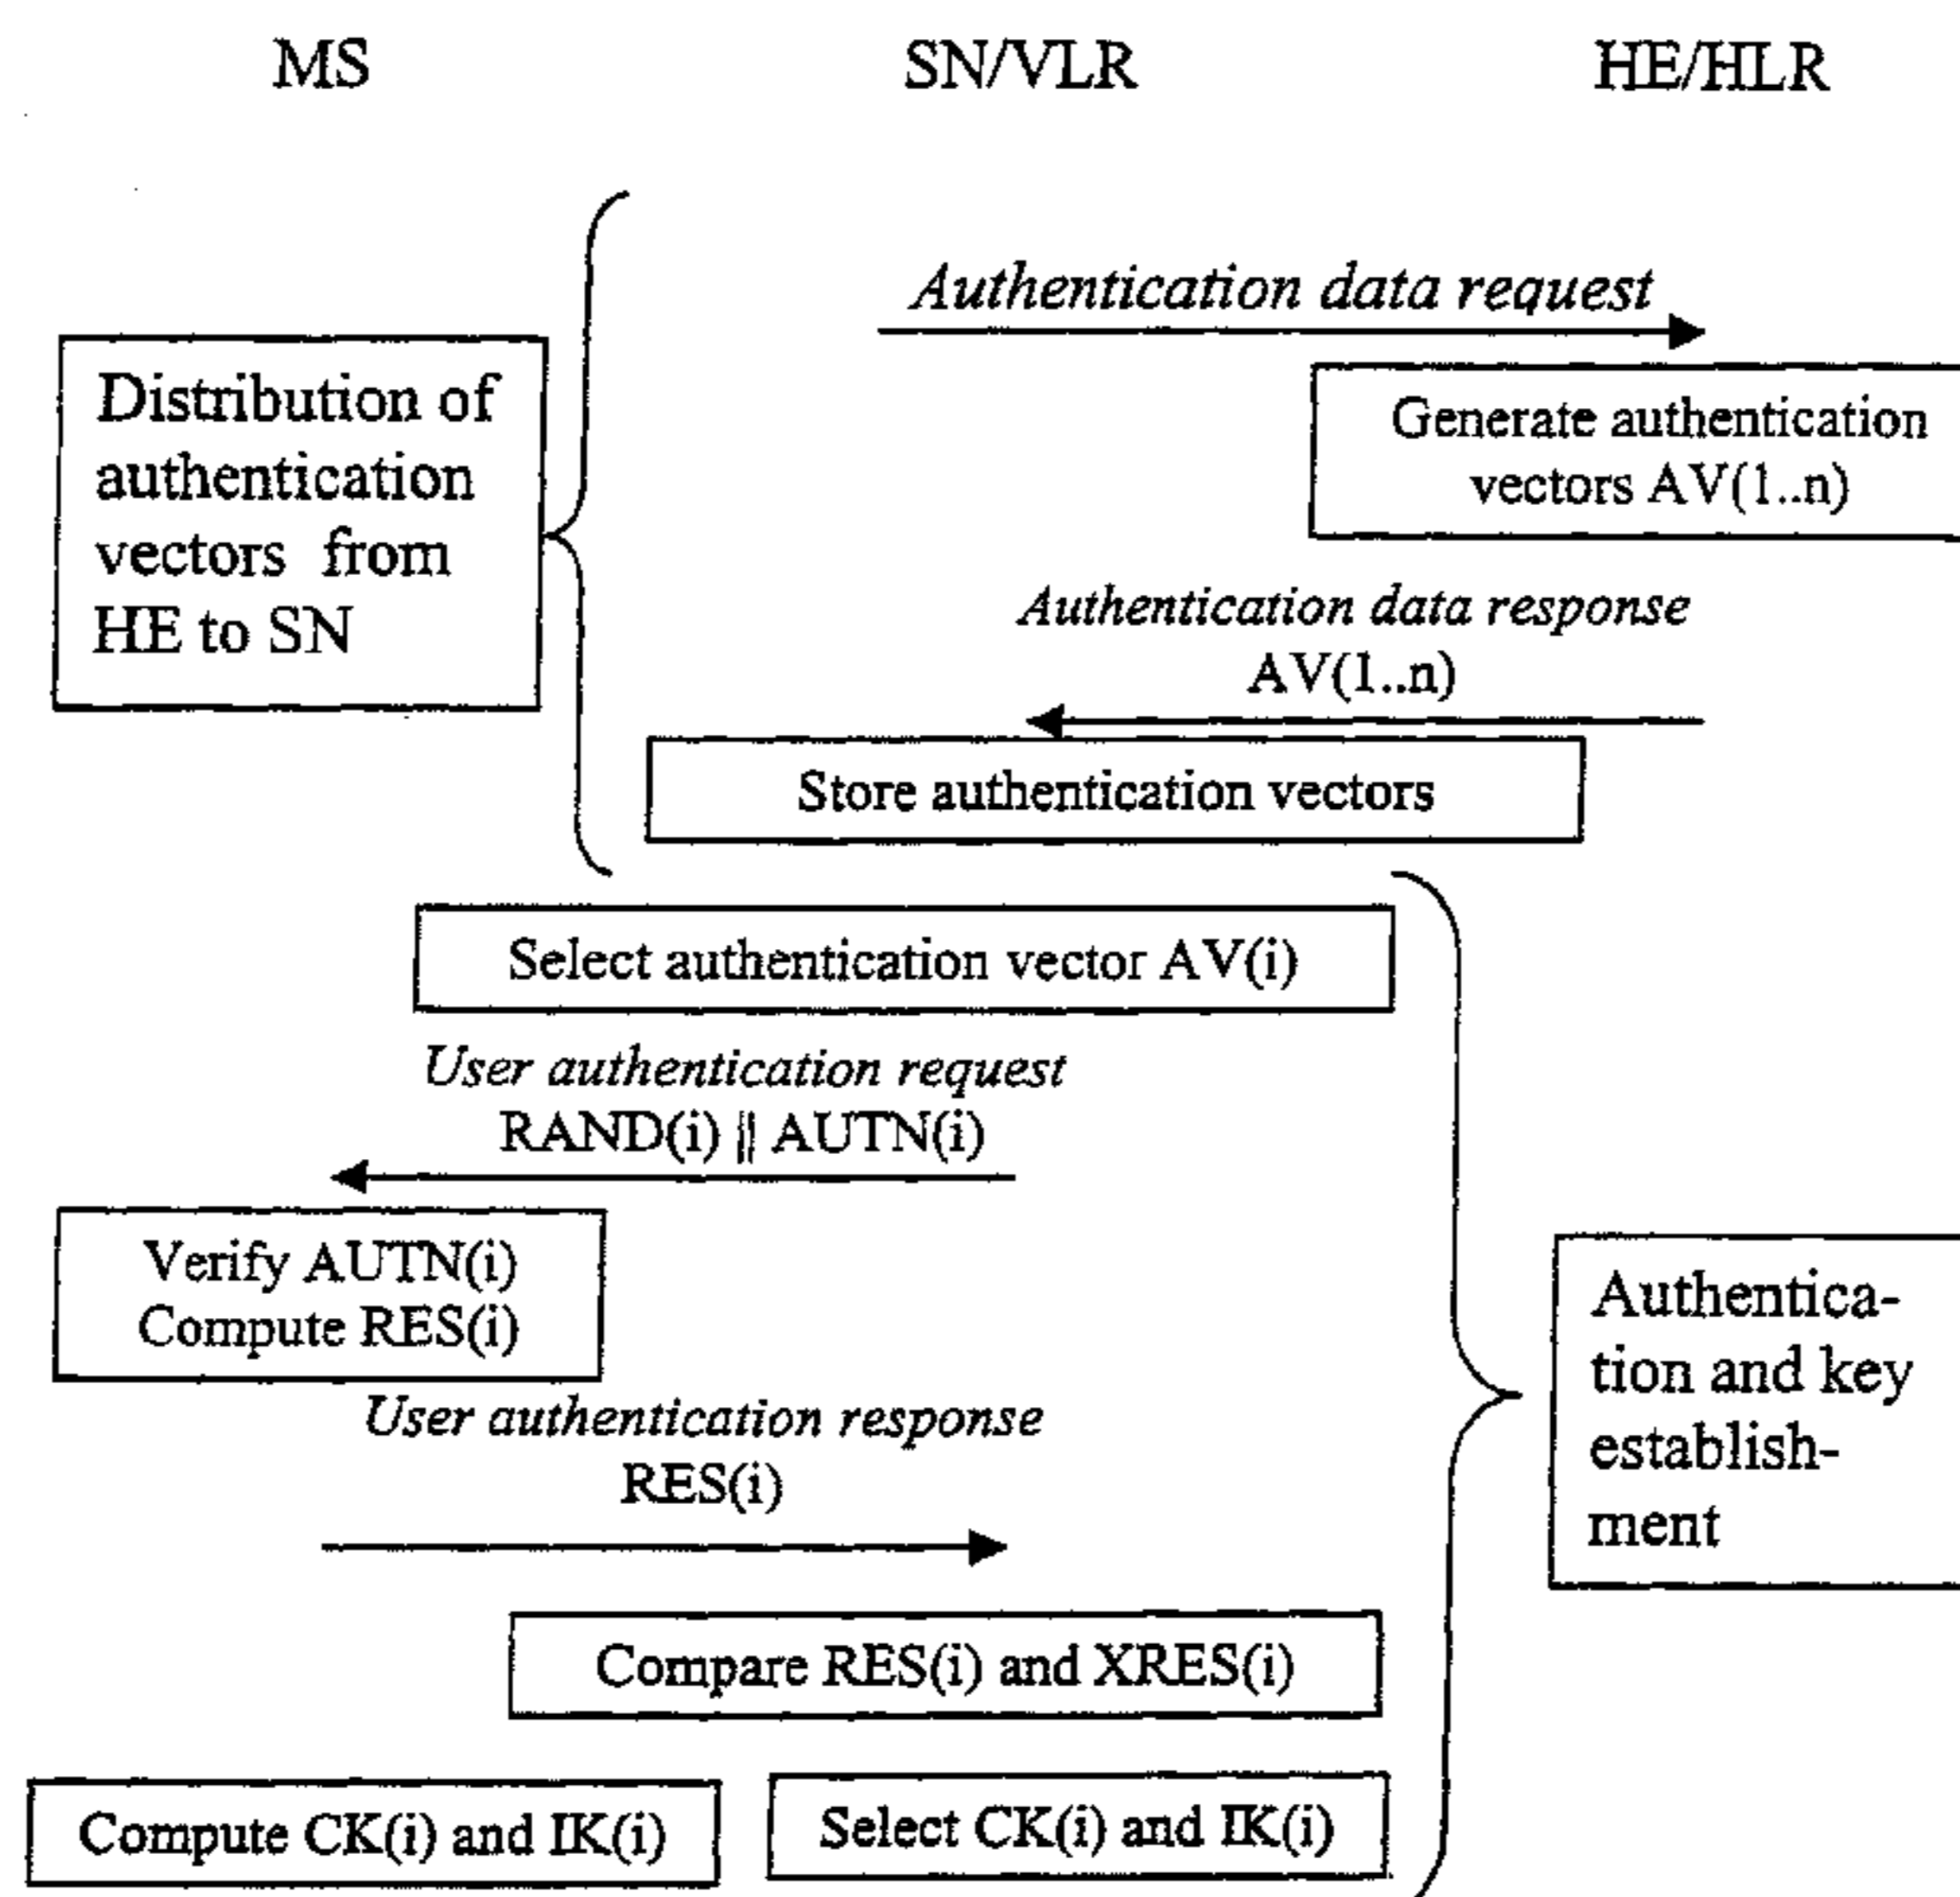 MS
SN/VLR
HE/HLR
Authentication data request
Distribution of
authentication
vectors from
HE to SN
Generate authentication
vectors AV(1..n)
Authentication data response
AV(1..n)
Store authentication vectors
Select authentication vector AV(i)
User authentication request
RAND(i) || AUTN(i)
Verify AUTN(i)
Compute RES(i)
User authentication response
RES(i)
Authentica-
tion and key
establish-
ment
Compare RES(i) and XRES(i)
Compute CK(i) and IK(i)
Select CK(i) and IK(i)